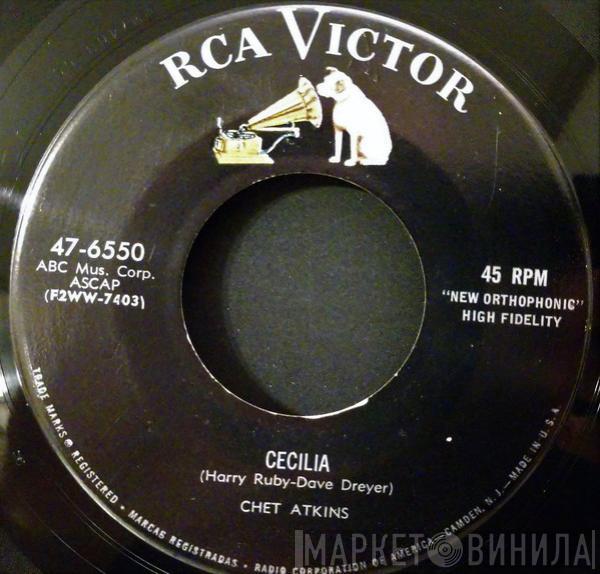 RCA VICTOR
47-6550
ABC Mus. Corp.
ASCAP
(F2WW-7403)
45 RPM
"NEW ORTHOPHONIC"
HIGH FIDELITY
CECILIA
(Harry Ruby-Dave Dreyer)
CHET ATKINS
TRADE MARKS ® REGISTERED · MARCAS REGISTRADAS · RADIO CORPORATION OF AMERICA-CAMDEN, N. J.-MADE IN U.S.A.
МАРКЕТ ВИНИЛА